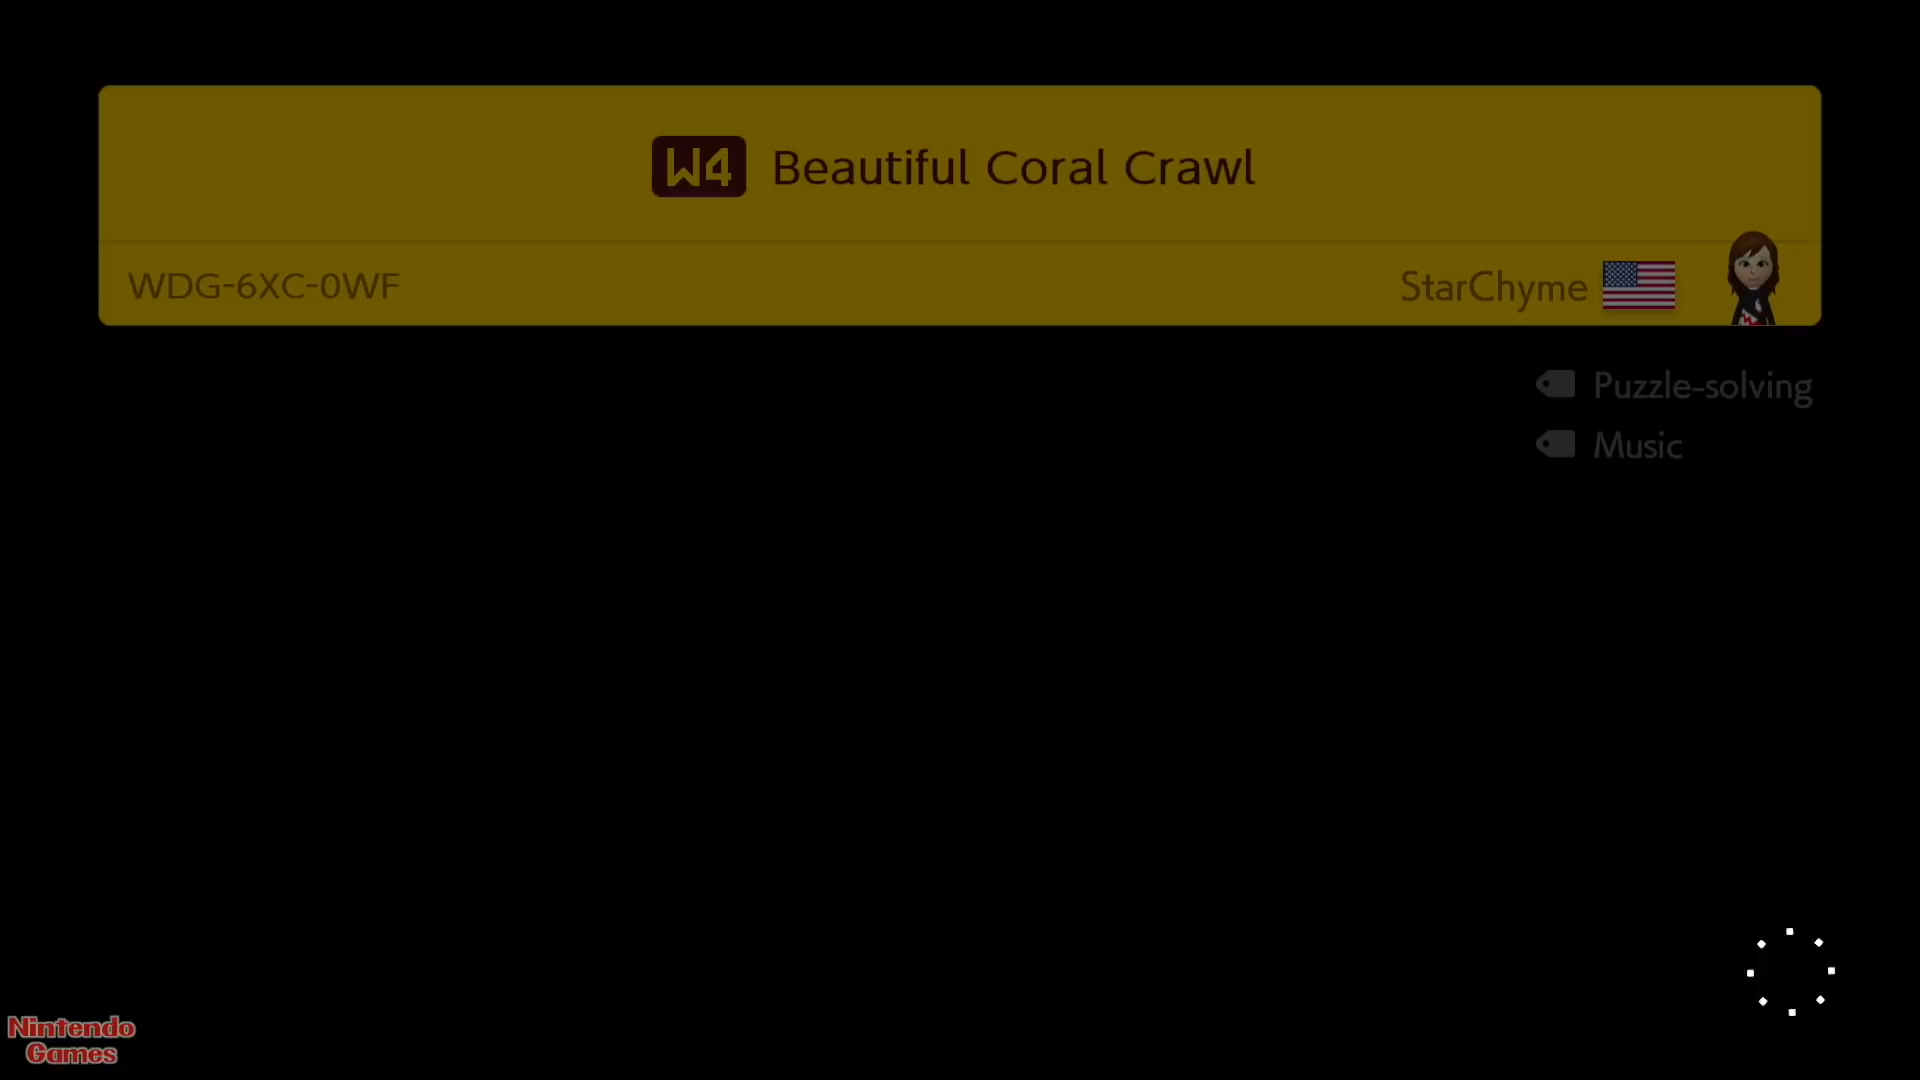 W4 Beautiful Coral Crawl
WDG-6XC-0WF
StarChyme
Puzzle-solving
Music
Nintendo
Games